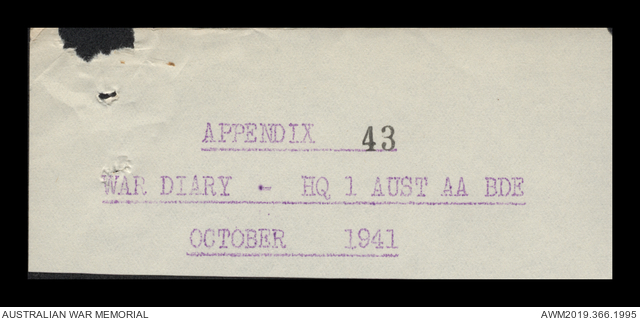 APPENDIX 43
WAR DIARY - HQ 1 AUST AA BDE
OCTOBER 1941
AUSTRALIAN WAR MEMORIAL
AWM2019.366.1995